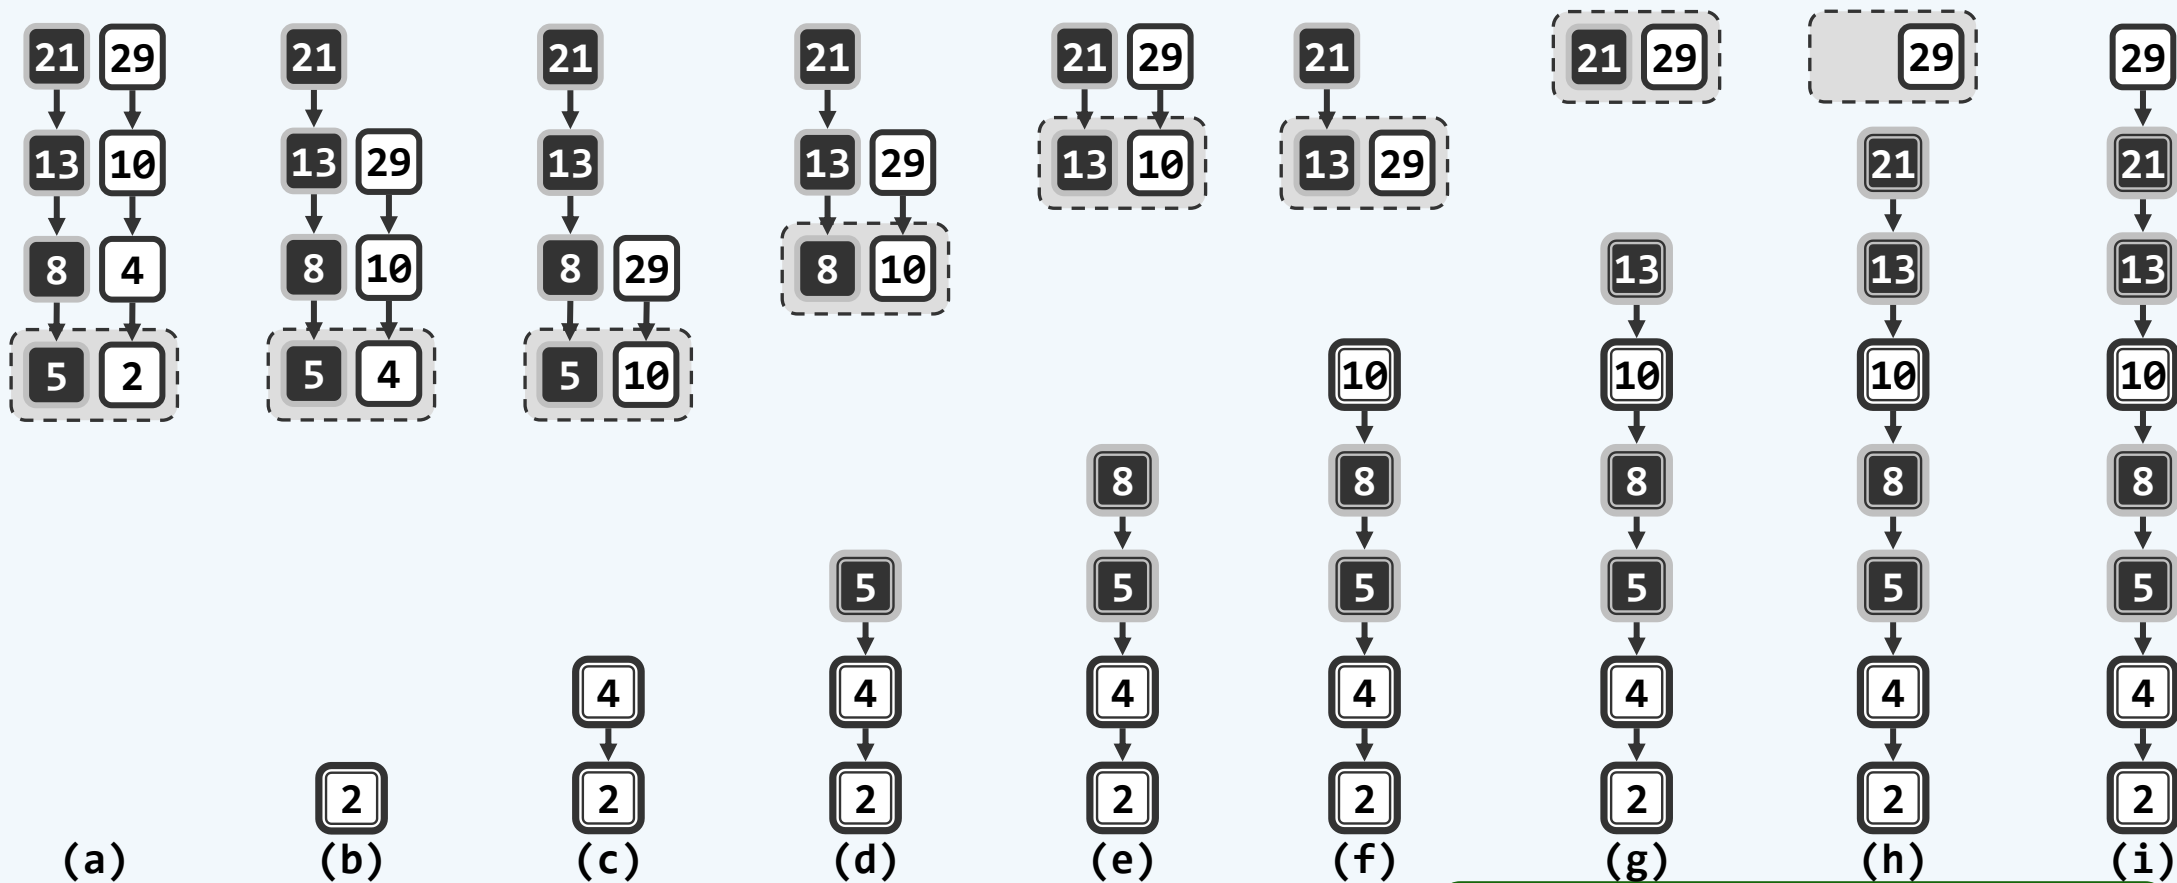 21 29 21 21 21 21 29 21 21 29 29 29
13 10 13 29 13 13 29 13 10 13 29 21 21
8 4 8 10 8 29 8 10 13 13 13
5 2 5 4 5 10 10 10 10 10
8 8 8 8 8
5 5 5 5 5 5
4 4 4 4 4 4 4
2 2 2 2 2 2 2 2
(a) (b) (c) (d) (e) (f) (g) (h) (i)